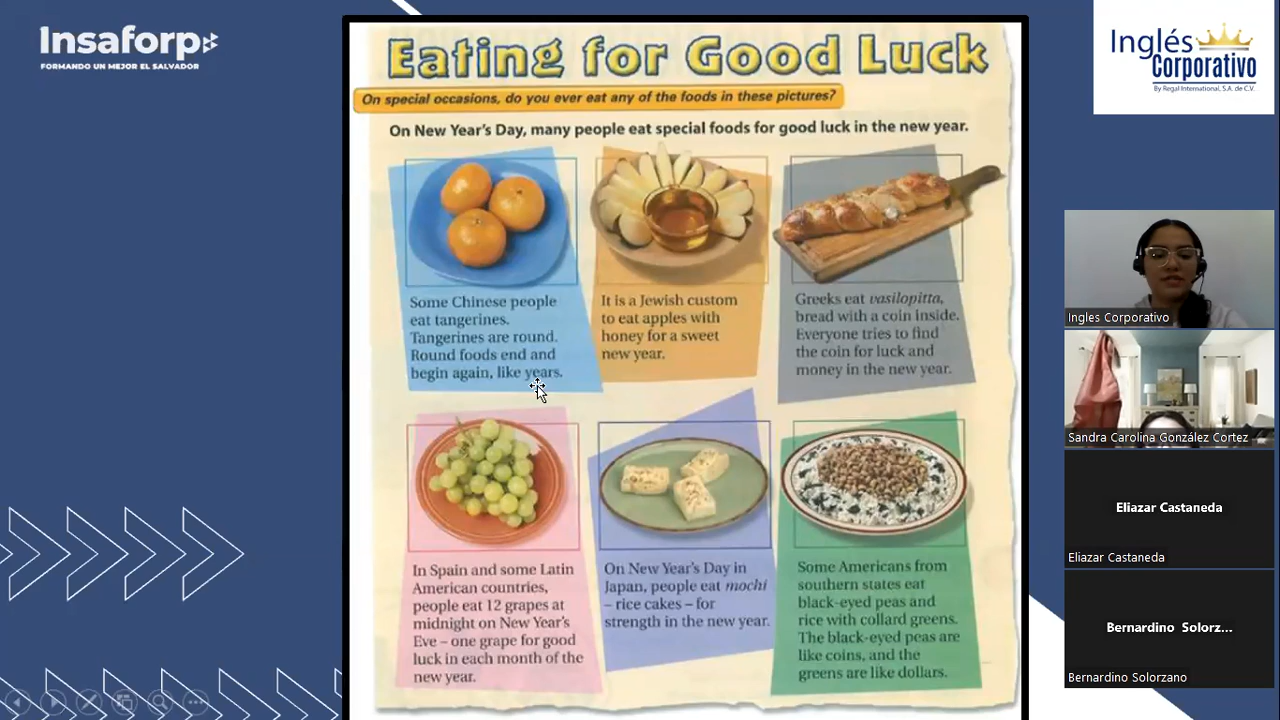 Insaforp
FORMANDO UN MEJOR EL SALVADOR
Eating for Good Luck
On special occasions, do you ever eat any of the foods in these pictures?
On New Year's Day, many people eat special foods for good luck in the new year.
Some Chinese people
eat tangerines.
Tangerines are round.
Round foods end and
begin again, like years.
It is a Jewish custom
to eat apples with
honey for a sweet
new year.
Greeks eat vasilopitta,
bread with a coin inside.
Everyone tries to find
the coin for luck and
money in the new year.
In Spain and some Latin
American countries,
people eat 12 grapes at
midnight on New Year's
Eve – one grape for good
luck in each month of the
new year.
On New Year's Day in
Japan, people eat mochi
– rice cakes – for
strength in the new year.
Some Americans from
southern states eat
black-eyed peas and
rice with collard greens.
The black-eyed peas are
like coins, and the
greens are like dollars.
Inglés
Corporativo
By Regal International, S.A. de C.V.
Ingles Corporativo
Sandra Carolina González Cortez
Eliazar Castaneda
Eliazar Castaneda
Bernardino Solorz...
Bernardino Solorzano